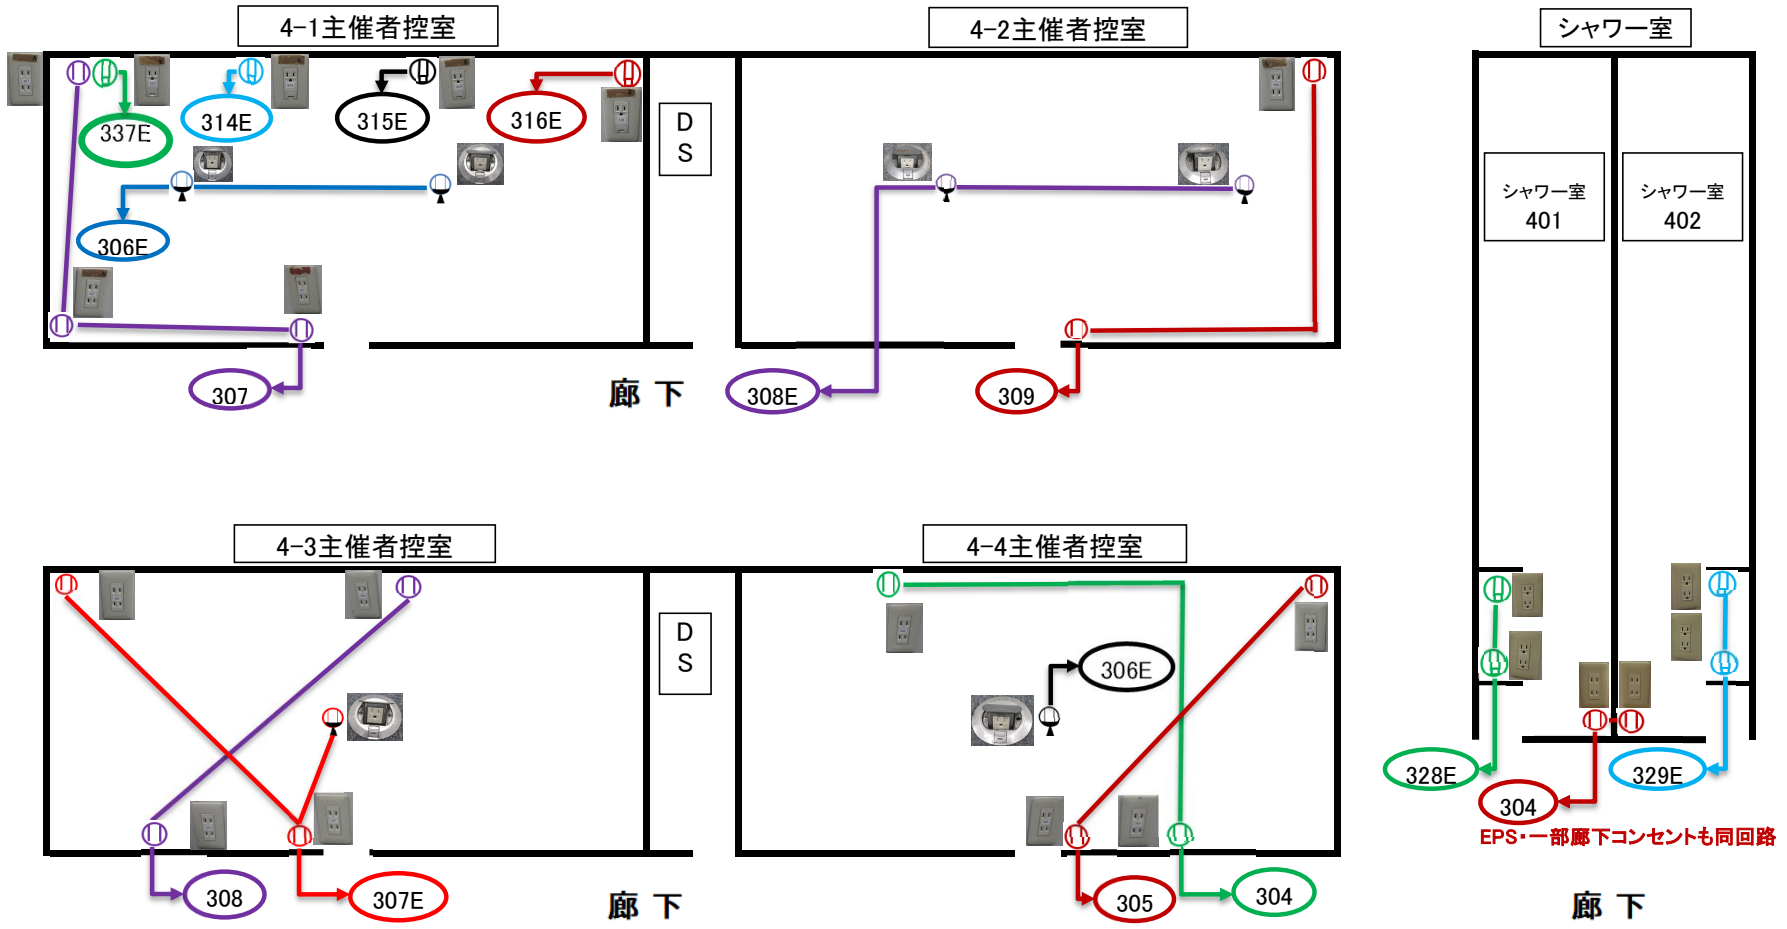 4-1主催者控室
4-2主催者控室
シャワー室
337E
314E
315E
316E
D
S
306E
シャワー室
401
シャワー室
402
307
廊 下
308E
309
4-3主催者控室
4-4主催者控室
D
S
306E
328E
304
329E
EPS・一部廊下コンセントも同回路
308
307E
廊 下
305
304
廊 下